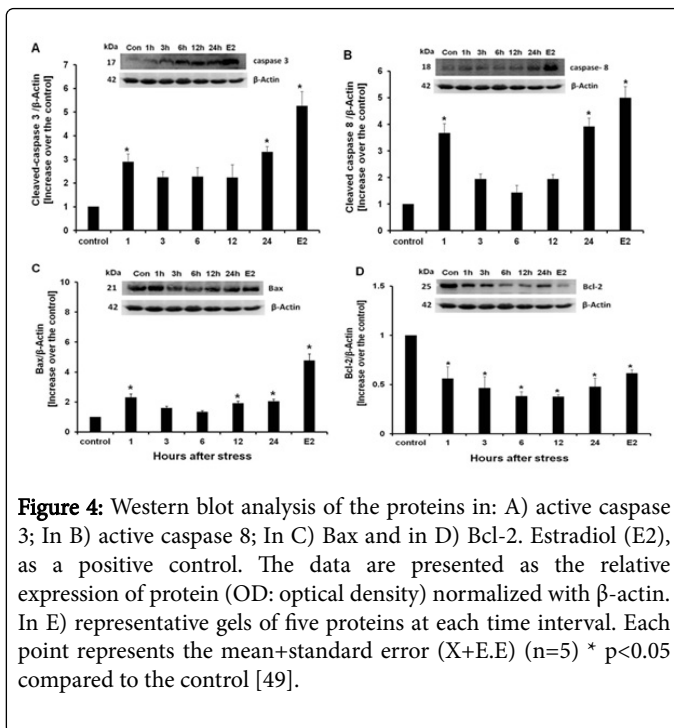 A
kDa Con 1h 3h 6h 12h 24h E2
17 caspase 3
42 β-Actin
Cleaved-caspase 3 /β-Actin
[Increase over the control]
7
6
5
4
3
2
1
0
* * *
control 1 3 6 12 24 E2
B
kDa Con 1h 3h 6h 12h 24h E2
18 caspase- 8
42 β-Actin
Cleaved caspase 8/β-Actin
[Increase over the control]
6
5
4
3
2
1
0
* * *
control 1 3 6 12 24 E2
C
kDa Con 1h 3h 6h 12h 24h E2
21 Bax
42 β-Actin
Bax/β-Actin
[Increase over the control]
10
8
6
4
2
0
* * * *
control 1 3 6 12 24 E2
Hours after stress
D
kDa Con 1h 3h 6h 12h 24h E2
25 Bcl-2
42 β-Actin
Bcl-2/β-Actin
[Increase over the control]
1.5
1
0.5
0
* * * * * *
control 1 3 6 12 24 E2
Hours after stress
Figure 4: Western blot analysis of the proteins in: A) active caspase
3; In B) active caspase 8; In C) Bax and in D) Bcl-2. Estradiol (E2),
as a positive control. The data are presented as the relative
expression of protein (OD: optical density) normalized with β-actin.
In E) representative gels of five proteins at each time interval. Each
point represents the mean+standard error (X+E.E) (n=5) * p<0.05
compared to the control [49].